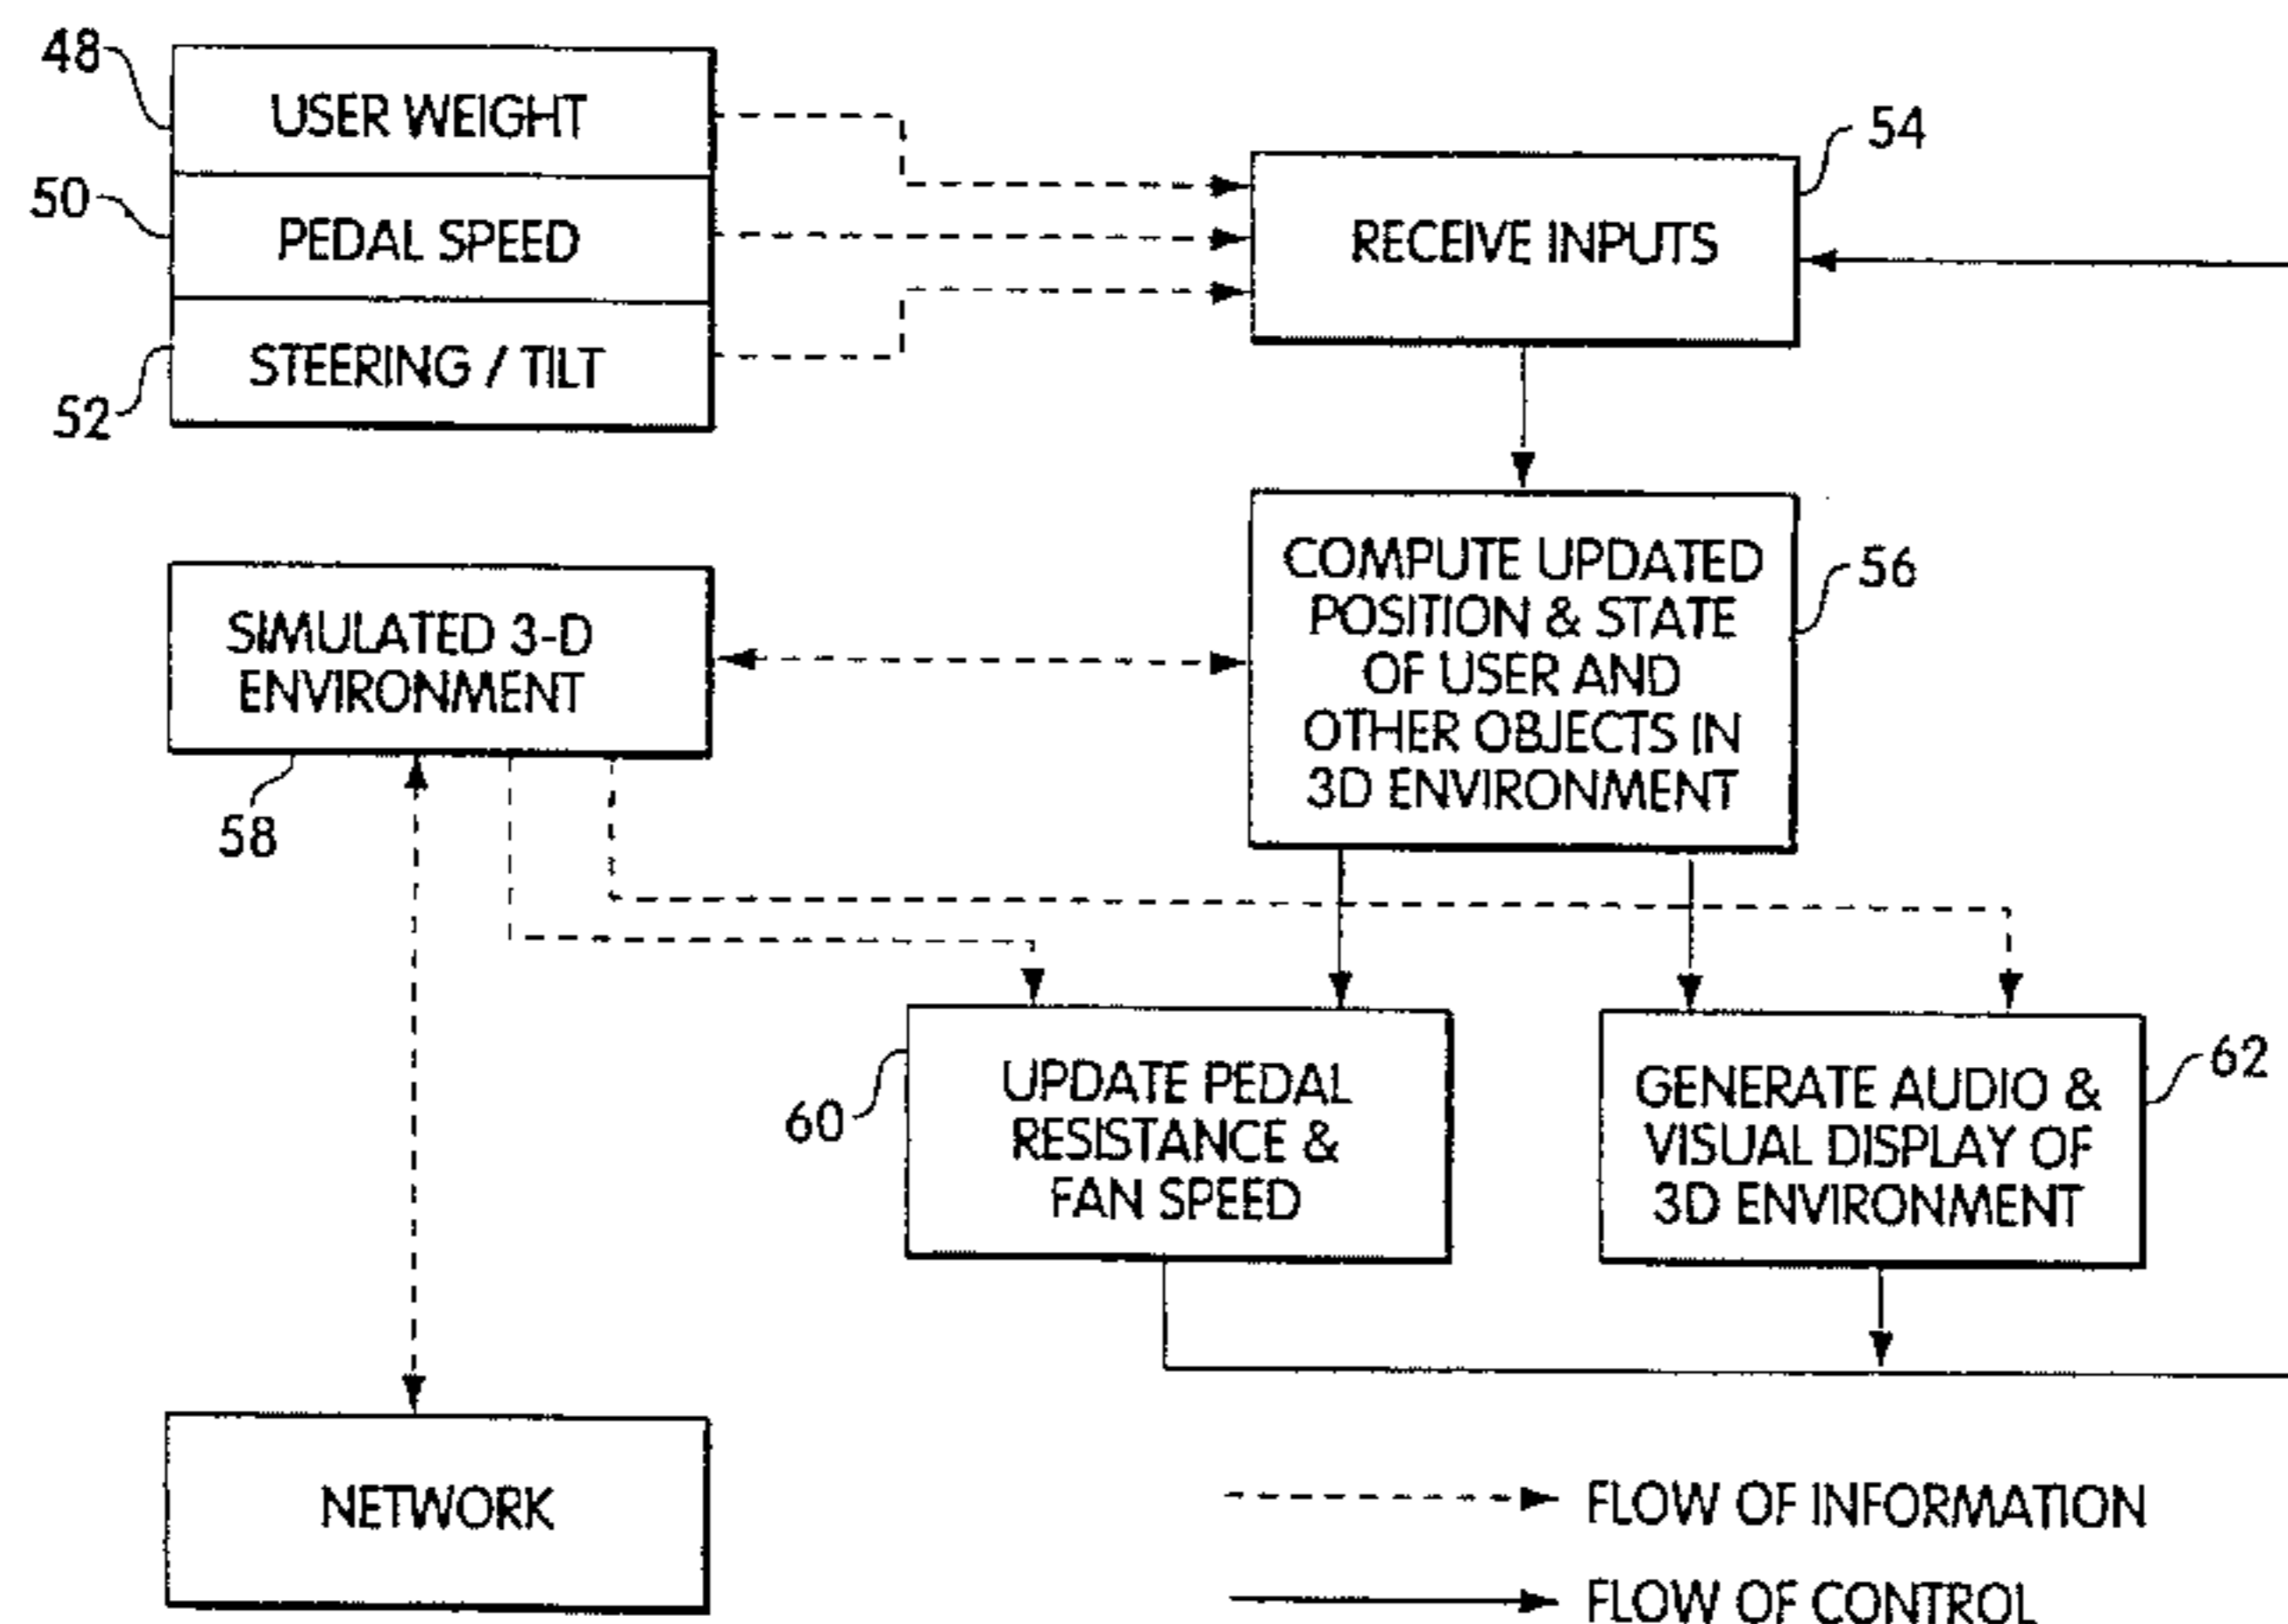 48
USER WEIGHT
50
PEDAL SPEED
52
STEERING / TILT
54
RECEIVE INPUTS
56
COMPUTE UPDATED
POSITION & STATE
OF USER AND
OTHER OBJECTS IN
3D ENVIRONMENT
SIMULATED 3-D
ENVIRONMENT
58
60
UPDATE PEDAL
RESISTANCE &
FAN SPEED
62
GENERATE AUDIO &
VISUAL DISPLAY OF
3D ENVIRONMENT
NETWORK
FLOW OF INFORMATION
FLOW OF CONTROL